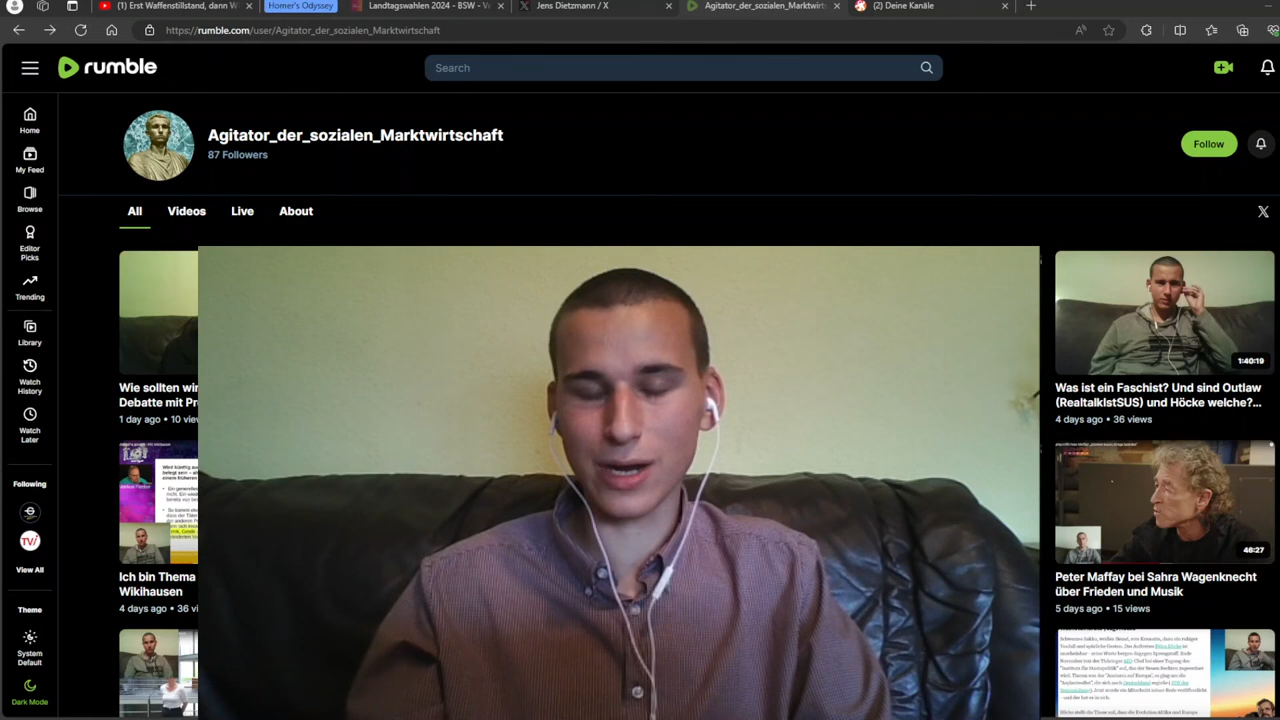 (1) Erst Waffenstillstand, dann W
Homer's Odyssey
Landtagswahlen 2024 - BSW - V
Jens Dietzmann / X
Agitator_der_sozialen_Marktwirts
(2) Deine Kanäle
https://rumble.com/user/Agitator_der_sozialen_Marktwirtschaft
rumble
Search
Home
My Feed
Browse
Editor
Picks
Trending
Library
Watch
History
Watch
Later
Following
TVi
View All
Theme
System
Default
Dark Mode
Agitator_der_sozialen_Marktwirtschaft
87 Followers
Follow
All
Videos
Live
About
Wie sollten wir
Debatte mit Pr
1 day ago • 10 view
1:40:19
Was ist ein Faschist? Und sind Outlaw
(RealtalkIstSUS) und Höcke welche?...
4 days ago • 36 views
Ich bin Thema
Wikihausen
4 days ago • 36 vi
46:27
Peter Maffay bei Sahra Wagenknecht
über Frieden und Musik
5 days ago • 15 views